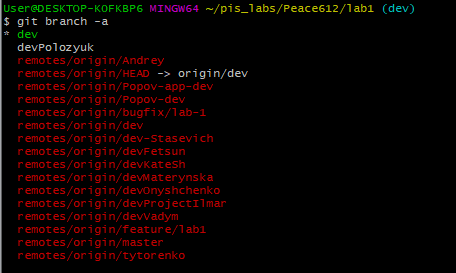 User@DESKTOP-KOFKBP6 MINGW64 ~/pis_labs/Peace612/lab1 (dev)
$ git branch -a
* dev
devPolozyuk
remotes/origin/Andrey
remotes/origin/HEAD -> origin/dev
remotes/origin/Popov-app-dev
remotes/origin/Popov-dev
remotes/origin/bugfix/lab-1
remotes/origin/dev
remotes/origin/dev-Stasevich
remotes/origin/devFetsun
remotes/origin/devKateSh
remotes/origin/devMaterynska
remotes/origin/devOnyshchenko
remotes/origin/devProjectIlmar
remotes/origin/devVadym
remotes/origin/feature/lab1
remotes/origin/master
remotes/origin/tytorenko